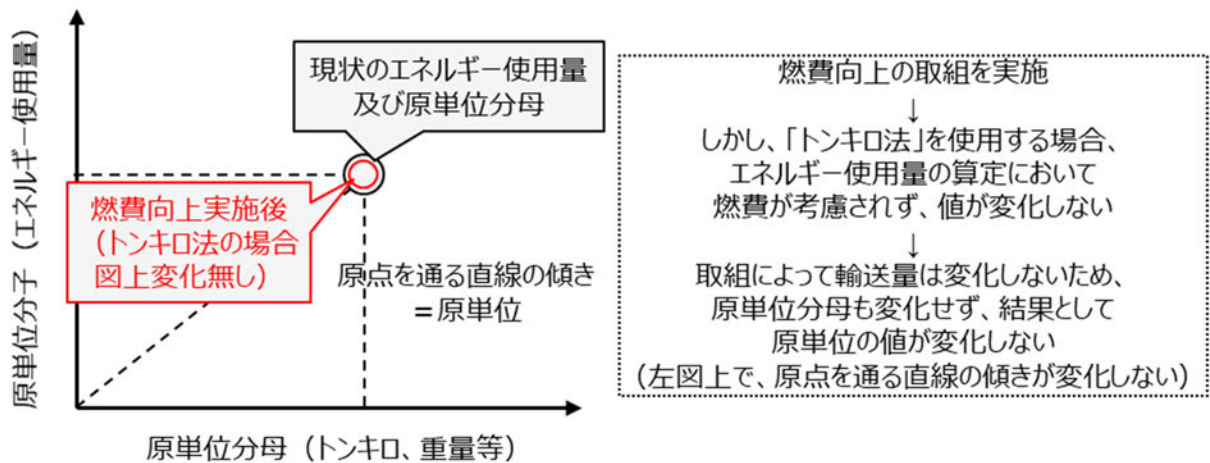 原単位分子（エネルギー使用量）
現状のエネルギー使用量
及び原単位分母
燃費向上実施後
（トンキロ法の場合
図上変化無し）
原点を通る直線の傾き
＝原単位
原単位分母（トンキロ、重量等）
燃費向上の取組を実施
↓
しかし、「トンキロ法」を使用する場合、
エネルギー使用量の算定において
燃費が考慮されず、値が変化しない
↓
取組によって輸送量は変化しないため、
原単位分母も変化せず、結果として
原単位の値が変化しない
（左図上で、原点を通る直線の傾きが変化しない）